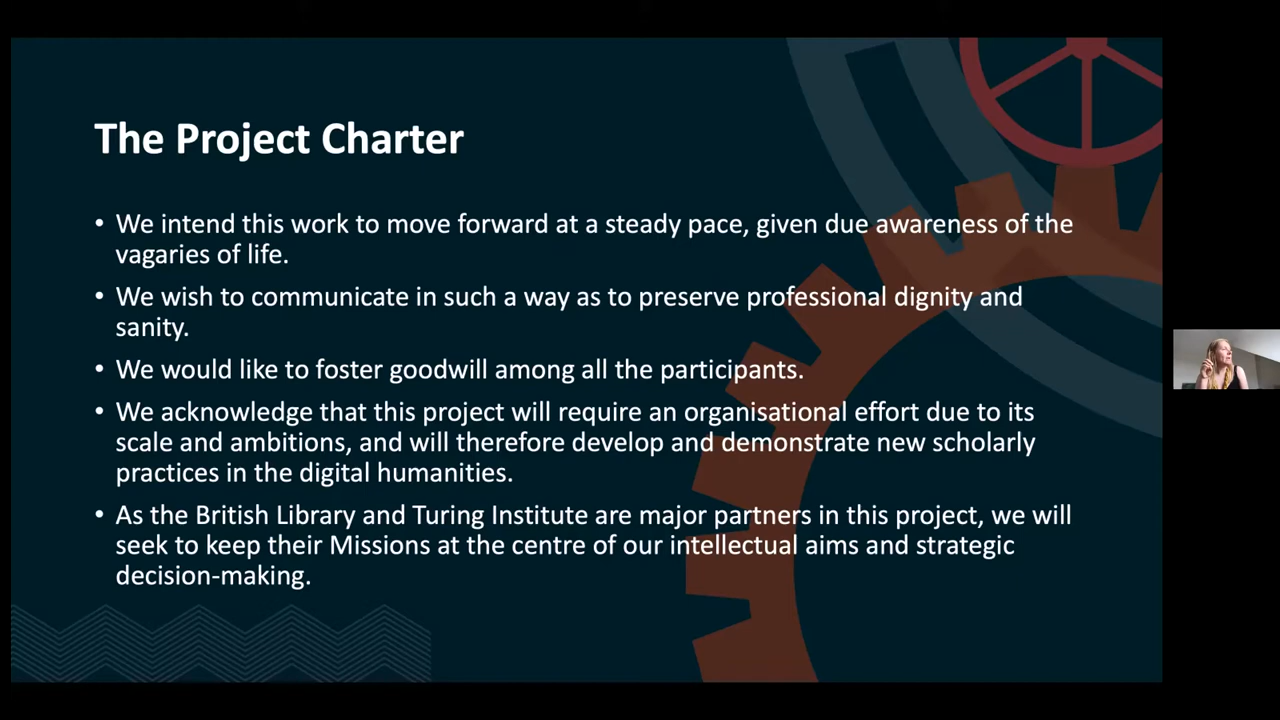 The Project Charter
• We intend this work to move forward at a steady pace, given due awareness of the
vagaries of life.
• We wish to communicate in such a way as to preserve professional dignity and
sanity.
• We would like to foster goodwill among all the participants.
• We acknowledge that this project will require an organisational effort due to its
scale and ambitions, and will therefore develop and demonstrate new scholarly
practices in the digital humanities.
• As the British Library and Turing Institute are major partners in this project, we will
seek to keep their Missions at the centre of our intellectual aims and strategic
decision-making.